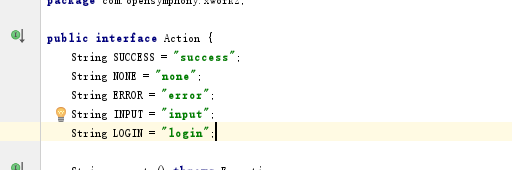 package com.opensymphony.xwork2;
public interface Action {
String SUCCESS = "success";
String NONE = "none";
String ERROR = "error";
String INPUT = "input";
String LOGIN = "login";